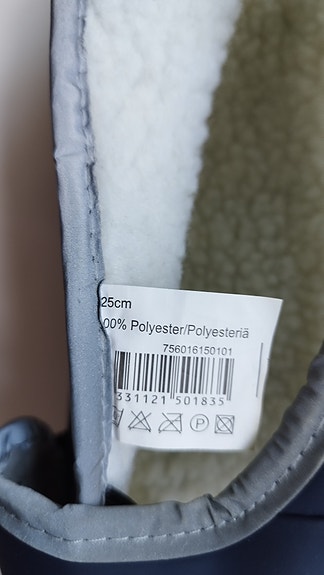 25cm
00% Polyester/Polyesteriä
756016150101
331121 501835
P